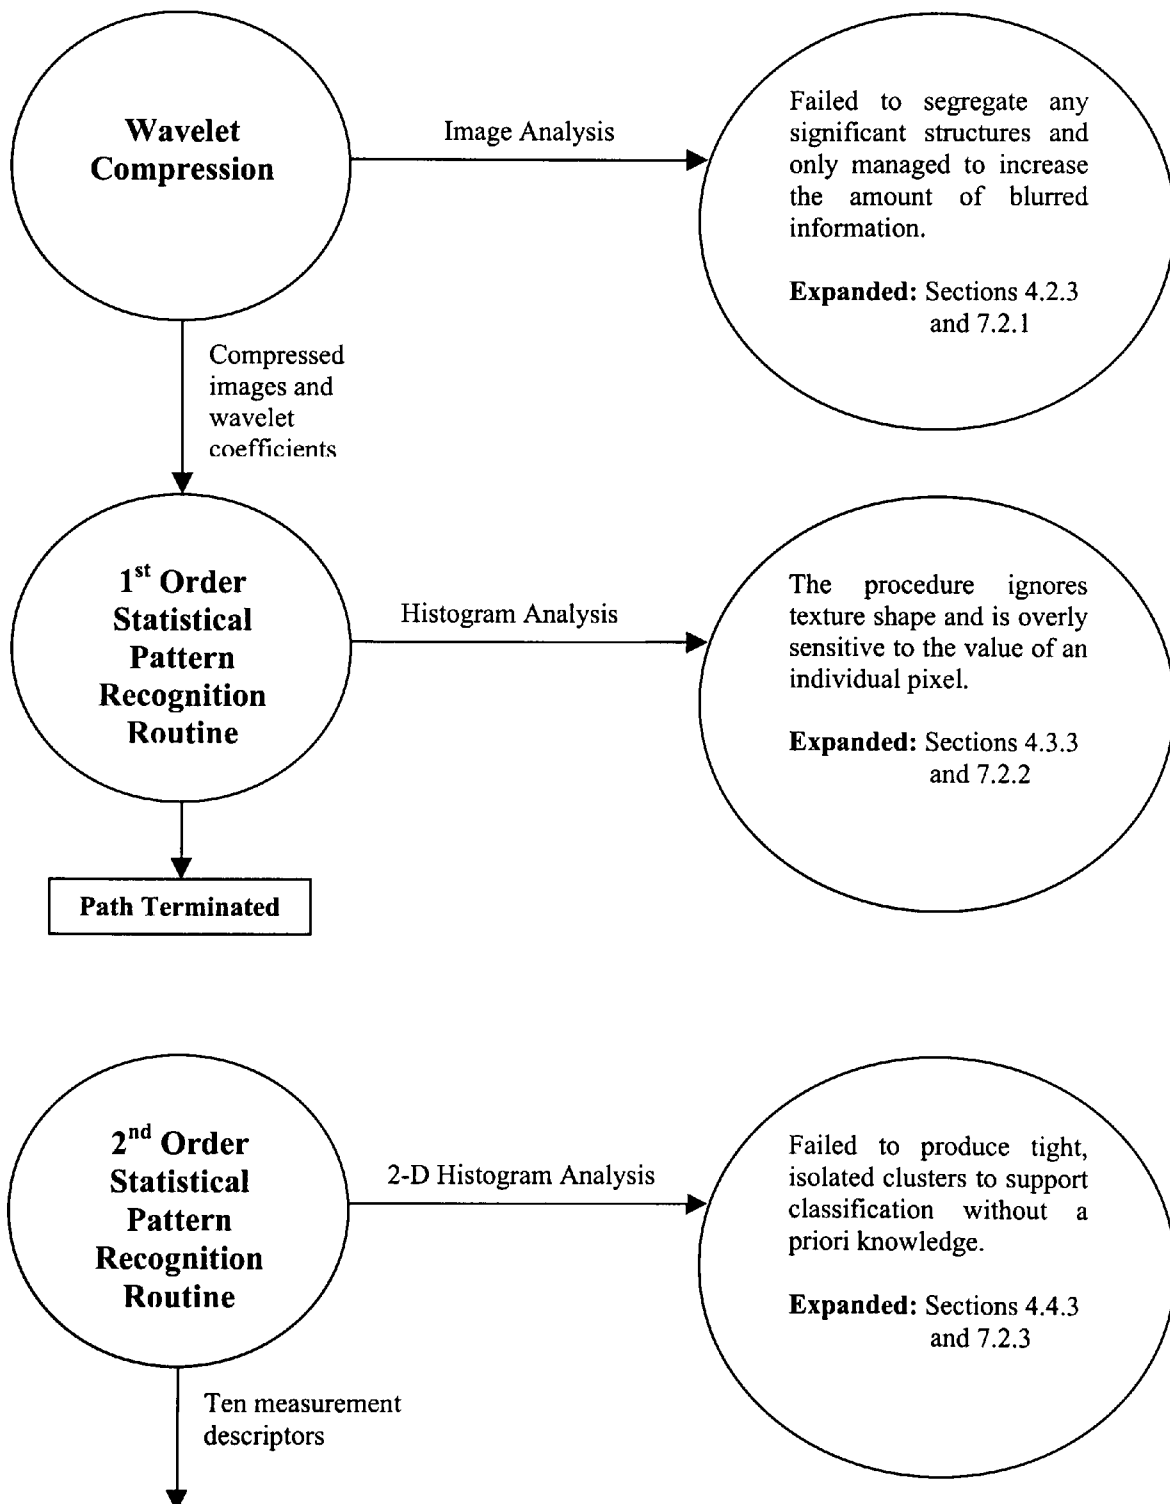 Wavelet
Compression
Image Analysis
Failed to segregate any
significant structures and
only managed to increase
the amount of blurred
information.
Expanded: Sections 4.2.3
and 7.2.1
Compressed
images and
wavelet
coefficients
1st Order
Statistical
Pattern
Recognition
Routine
Histogram Analysis
The procedure ignores
texture shape and is overly
sensitive to the value of an
individual pixel.
Expanded: Sections 4.3.3
and 7.2.2
Path Terminated
2nd Order
Statistical
Pattern
Recognition
Routine
2-D Histogram Analysis
Failed to produce tight,
isolated clusters to support
classification without a
priori knowledge.
Expanded: Sections 4.4.3
and 7.2.3
Ten measurement
descriptors